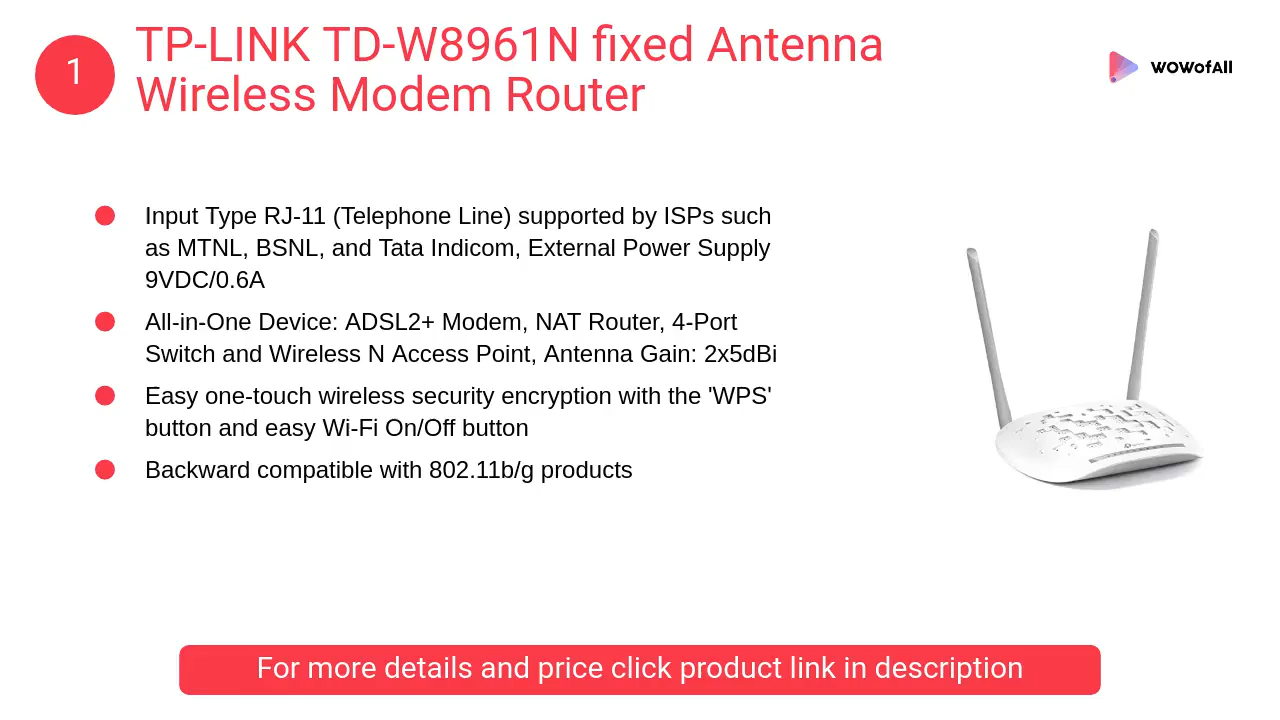 1
TP-LINK TD-W8961N fixed Antenna
Wireless Modem Router
WOWofAll
Input Type RJ-11 (Telephone Line) supported by ISPs such
as MTNL, BSNL, and Tata Indicom, External Power Supply
9VDC/0.6A
All-in-One Device: ADSL2+ Modem, NAT Router, 4-Port
Switch and Wireless N Access Point, Antenna Gain: 2x5dBi
Easy one-touch wireless security encryption with the 'WPS'
button and easy Wi-Fi On/Off button
Backward compatible with 802.11b/g products
For more details and price click product link in description